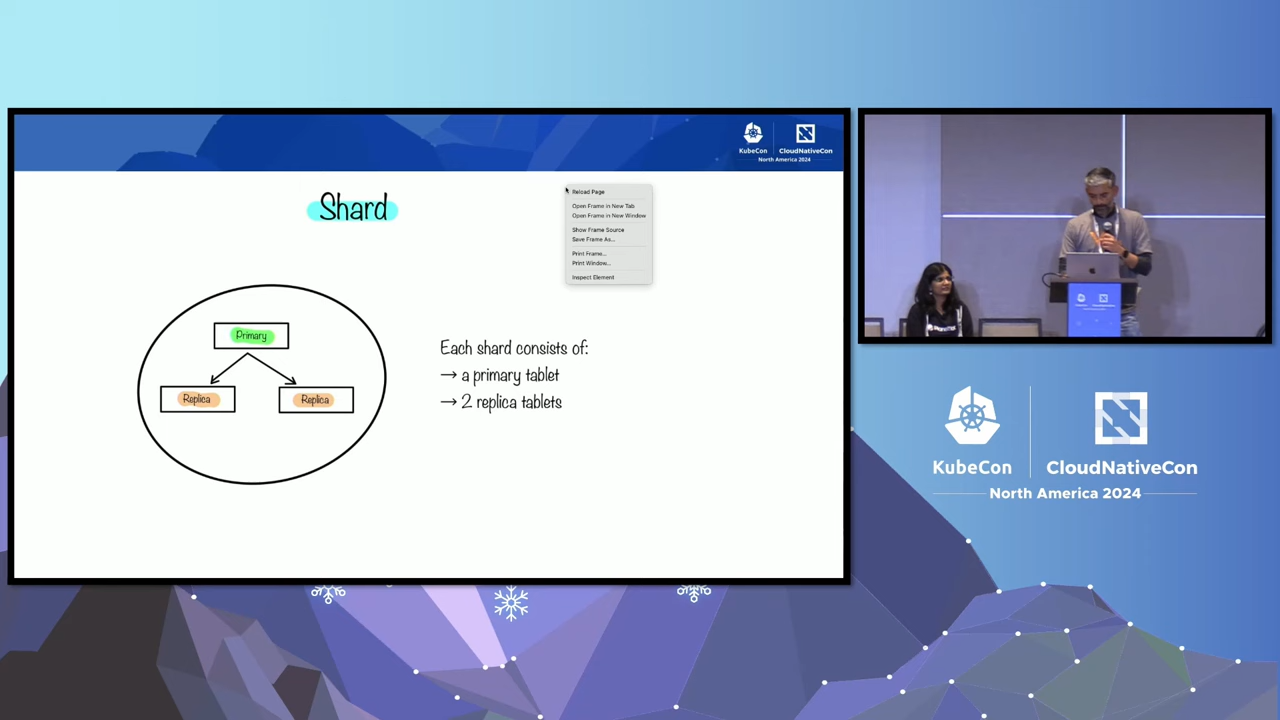 KubeCon
CloudNativeCon
North America 2024
Shard
Reload Page
Open Frame in New Tab
Open Frame in New Window
Show Frame Source
Save Frame As...
Print Frame...
Print Window...
Inspect Element
Primary
Replica
Replica
Each shard consists of:
→ a primary tablet
→ 2 replica tablets
KubeCon
CloudNativeCon
North America 2024